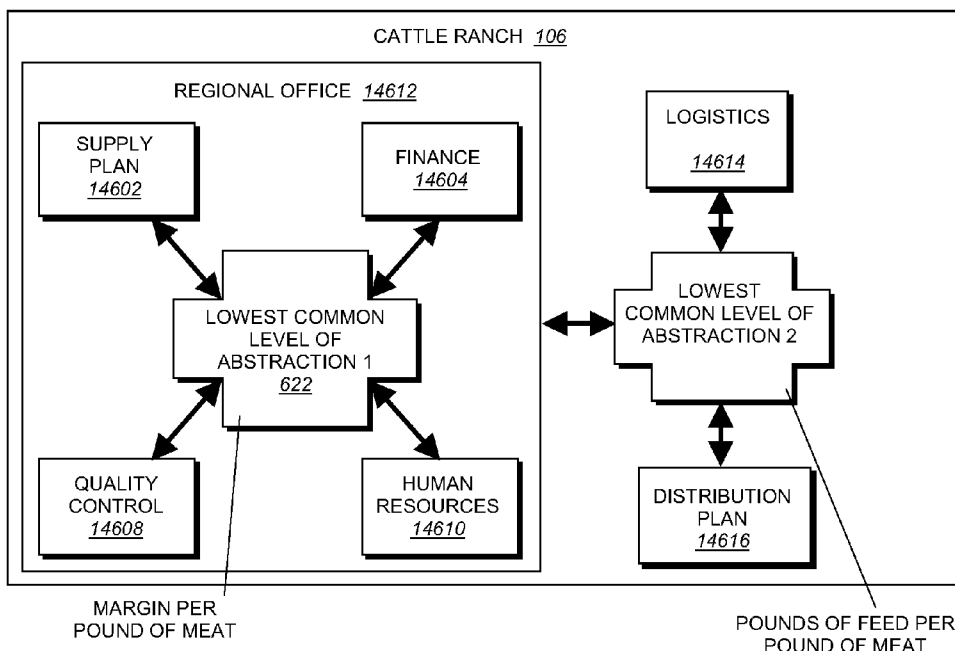 CATTLE RANCH 106
REGIONAL OFFICE 14612
SUPPLY
PLAN
14602
FINANCE
14604
LOWEST COMMON
LEVEL OF
ABSTRACTION 1
622
QUALITY
CONTROL
14608
HUMAN
RESOURCES
14610
LOGISTICS
14614
LOWEST
COMMON LEVEL OF
ABSTRACTION 2
DISTRIBUTION
PLAN
14616
MARGIN PER
POUND OF MEAT
POUNDS OF FEED PER
POUND OF MEAT